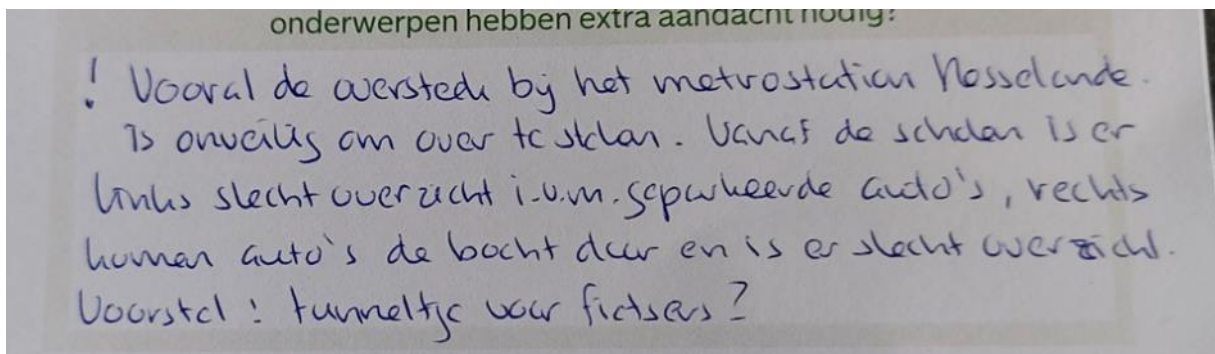 onderwerpen hebben extra aandacht nodig?
! Vooral de oversteek bij het metrostation Nesselande.
Is onveilig om over te steken. Vanaf de scholen is er
links slecht overzicht i.v.m. geparkeerde auto's, rechts
komen auto's de bocht door en is er slecht overzicht.
Voorstel: tunneltje voor fietsers?